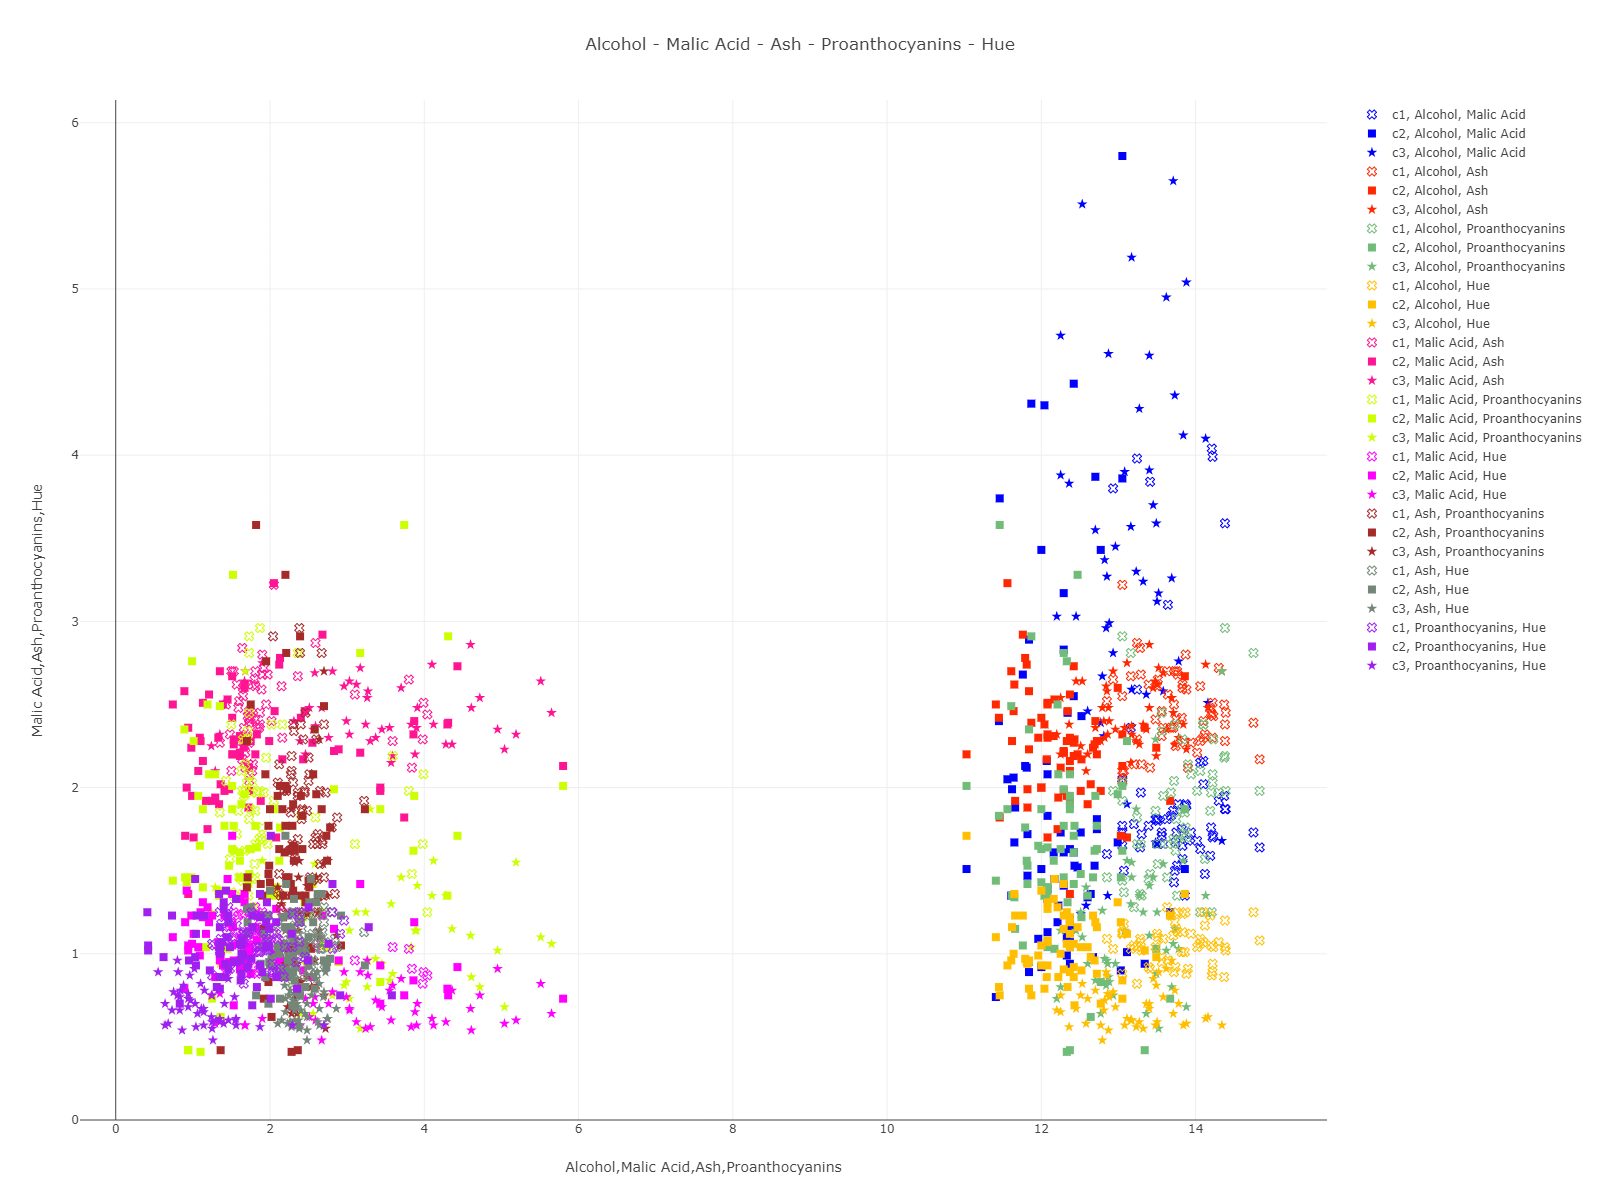 Alcohol - Malic Acid - Ash - Proanthocyanins - Hue
6
5
4
3
2
1
0
0
2
4
6
8
10
12
14
Malic Acid,Ash,Proanthocyanins,Hue
Alcohol,Malic Acid,Ash,Proanthocyanins
c1, Alcohol, Malic Acid
c2, Alcohol, Malic Acid
c3, Alcohol, Malic Acid
c1, Alcohol, Ash
c2, Alcohol, Ash
c3, Alcohol, Ash
c1, Alcohol, Proanthocyanins
c2, Alcohol, Proanthocyanins
c3, Alcohol, Proanthocyanins
c1, Alcohol, Hue
c2, Alcohol, Hue
c3, Alcohol, Hue
c1, Malic Acid, Ash
c2, Malic Acid, Ash
c3, Malic Acid, Ash
c1, Malic Acid, Proanthocyanins
c2, Malic Acid, Proanthocyanins
c3, Malic Acid, Proanthocyanins
c1, Malic Acid, Hue
c2, Malic Acid, Hue
c3, Malic Acid, Hue
c1, Ash, Proanthocyanins
c2, Ash, Proanthocyanins
c3, Ash, Proanthocyanins
c1, Ash, Hue
c2, Ash, Hue
c3, Ash, Hue
c1, Proanthocyanins, Hue
c2, Proanthocyanins, Hue
c3, Proanthocyanins, Hue